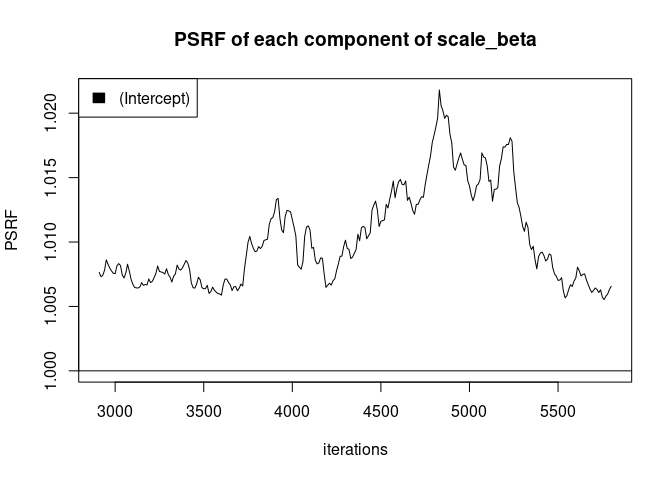 PSRF of each component of scale_beta
(Intercept)
PSRF
1.020
1.015
1.010
1.005
1.000
3000 3500 4000 4500 5000 5500
iterations